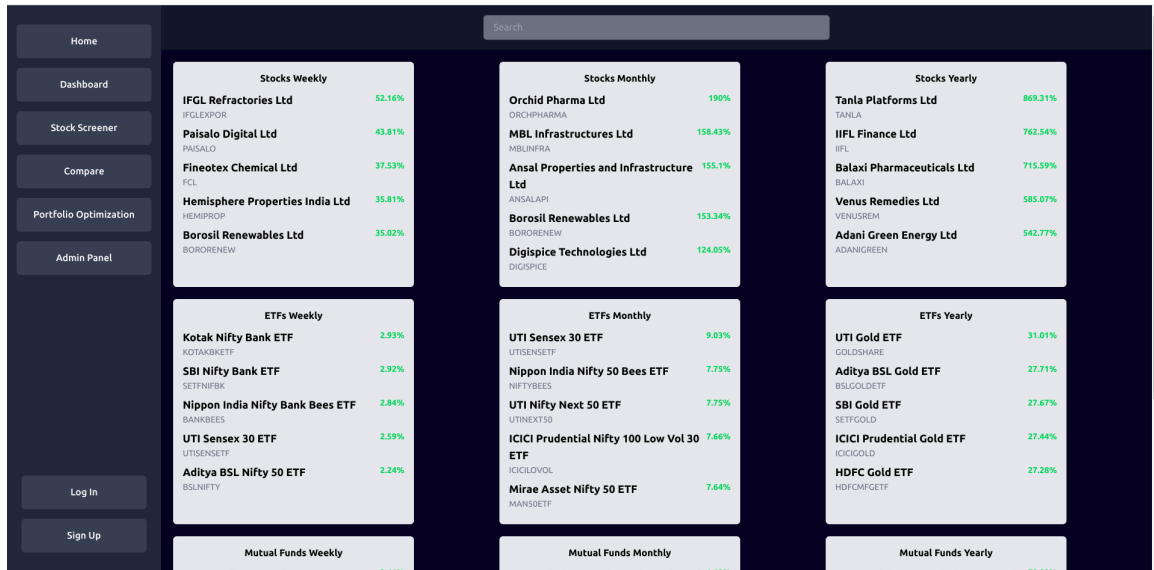 Home
Dashboard
Stock Screener
Compare
Portfolio Optimization
Admin Panel
Log In
Sign Up
Search
Stocks Weekly
IFGL Refractories Ltd 52.16%
IFGLEXPOR
Paisalo Digital Ltd 43.81%
PAISALO
Fineotex Chemical Ltd 37.53%
FCL
Hemisphere Properties India Ltd 35.81%
HEMIPROP
Borosil Renewables Ltd 35.02%
BORORENEW
Stocks Monthly
Orchid Pharma Ltd 190%
ORCHPHARMA
MBL Infrastructures Ltd 158.43%
MBLINFRA
Ansal Properties and Infrastructure 155.1%
Ltd
ANSALAPI
Borosil Renewables Ltd 153.34%
BORORENEW
Digispice Technologies Ltd 124.05%
DIGISPICE
Stocks Yearly
Tanla Platforms Ltd 869.31%
TANLA
IIFL Finance Ltd 762.54%
IIFL
Balaxi Pharmaceuticals Ltd 715.59%
BALAXI
Venus Remedies Ltd 585.07%
VENUSREM
Adani Green Energy Ltd 542.77%
ADANIGREEN
ETFs Weekly
Kotak Nifty Bank ETF 2.93%
KOTAKBKETF
SBI Nifty Bank ETF 2.92%
SETFNIFBK
Nippon India Nifty Bank Bees ETF 2.84%
BANKBEES
UTI Sensex 30 ETF 2.59%
UTISENSETF
Aditya BSL Nifty 50 ETF 2.24%
BSLNIFTY
ETFs Monthly
UTI Sensex 30 ETF 9.03%
UTISENSETF
Nippon India Nifty 50 Bees ETF 7.75%
NIFTYBEES
UTI Nifty Next 50 ETF 7.75%
UTINEXT50
ICICI Prudential Nifty 100 Low Vol 30 7.66%
ETF
ICICILOVOL
Mirae Asset Nifty 50 ETF 7.64%
MAN50ETF
ETFs Yearly
UTI Gold ETF 31.01%
GOLDSHARE
Aditya BSL Gold ETF 27.71%
BSLGOLDETF
SBI Gold ETF 27.67%
SETFGOLD
ICICI Prudential Gold ETF 27.44%
ICICIGOLD
HDFC Gold ETF 27.28%
HDFCMFGETF
Mutual Funds Weekly
Mutual Funds Monthly
Mutual Funds Yearly